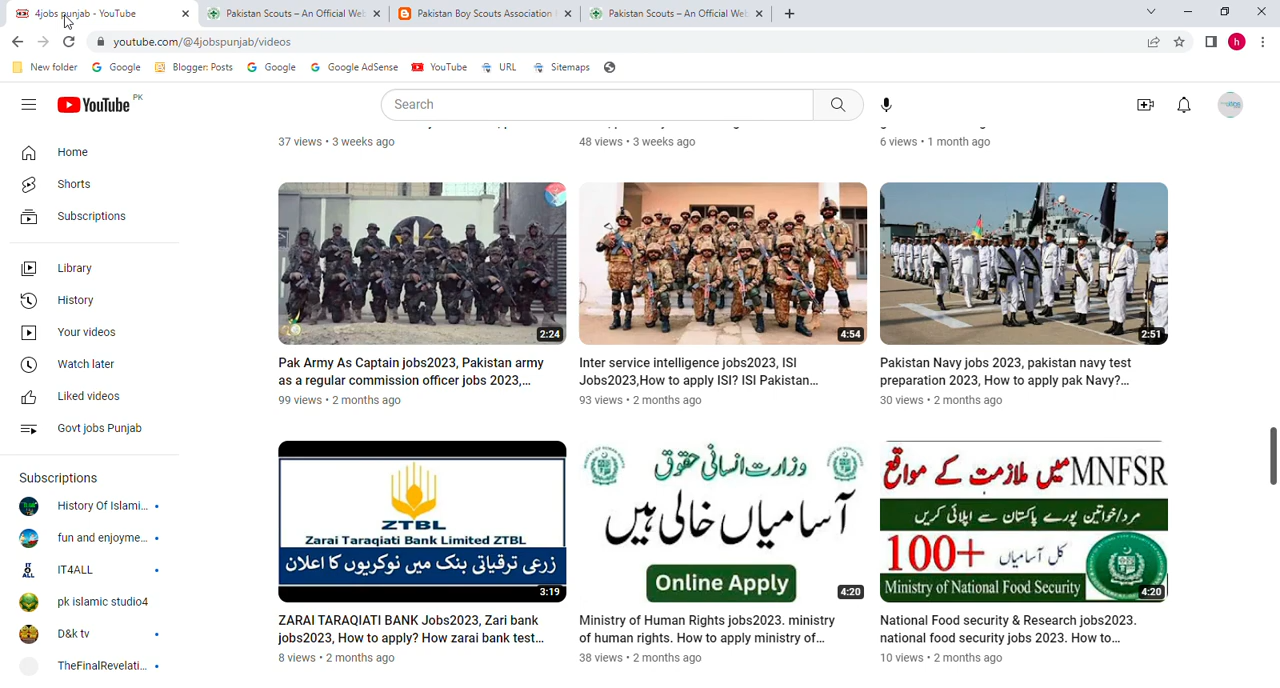 4jobs punjab - YouTube
Pakistan Scouts – An Official Web
Pakistan Boy Scouts Association
Pakistan Scouts – An Official Web
youtube.com/@4jobspunjab/videos
New folder
Google
Blogger: Posts
Google
Google AdSense
YouTube
URL
Sitemaps
h
YouTube PK
Search
37 views • 3 weeks ago
48 views • 3 weeks ago
6 views • 1 month ago
Home
Shorts
Subscriptions
Library
History
Your videos
Watch later
Liked videos
Govt jobs Punjab
Subscriptions
History Of Islami...
fun and enjoyme...
IT4ALL
pk islamic studio4
D&k tv
TheFinalRevelati...
2:24
Pak Army As Captain jobs2023, Pakistan army
as a regular commission officer jobs 2023,...
99 views • 2 months ago
4:54
Inter service intelligence jobs2023, ISI
Jobs2023,How to apply ISI? ISI Pakistan...
93 views • 2 months ago
2:51
Pakistan Navy jobs 2023, pakistan navy test
preparation 2023, How to apply pak Navy?...
30 views • 2 months ago
ZTBL
Zarai Taraqiati Bank Limited ZTBL
زرعی ترقیاتی بنک میں نوکریوں کا اعلان
3:19
ZARAI TARAQIATI BANK Jobs2023, Zari bank
jobs2023, How to apply? How zarai bank test...
8 views • 2 months ago
وزارت انسانی حقوق
آسامیاں خالی ہیں
Online Apply
4:20
Ministry of Human Rights jobs2023. ministry
of human rights. How to apply ministry of...
38 views • 2 months ago
MNFSR میں ملازمت کے مواقع
مرد/خواتین پورے پاکستان سے اپلائی کریں
100+ کل آسامیاں
Ministry of National Food Security
4:20
National Food security & Research jobs2023.
national food security jobs 2023. How to...
10 views • 2 months ago